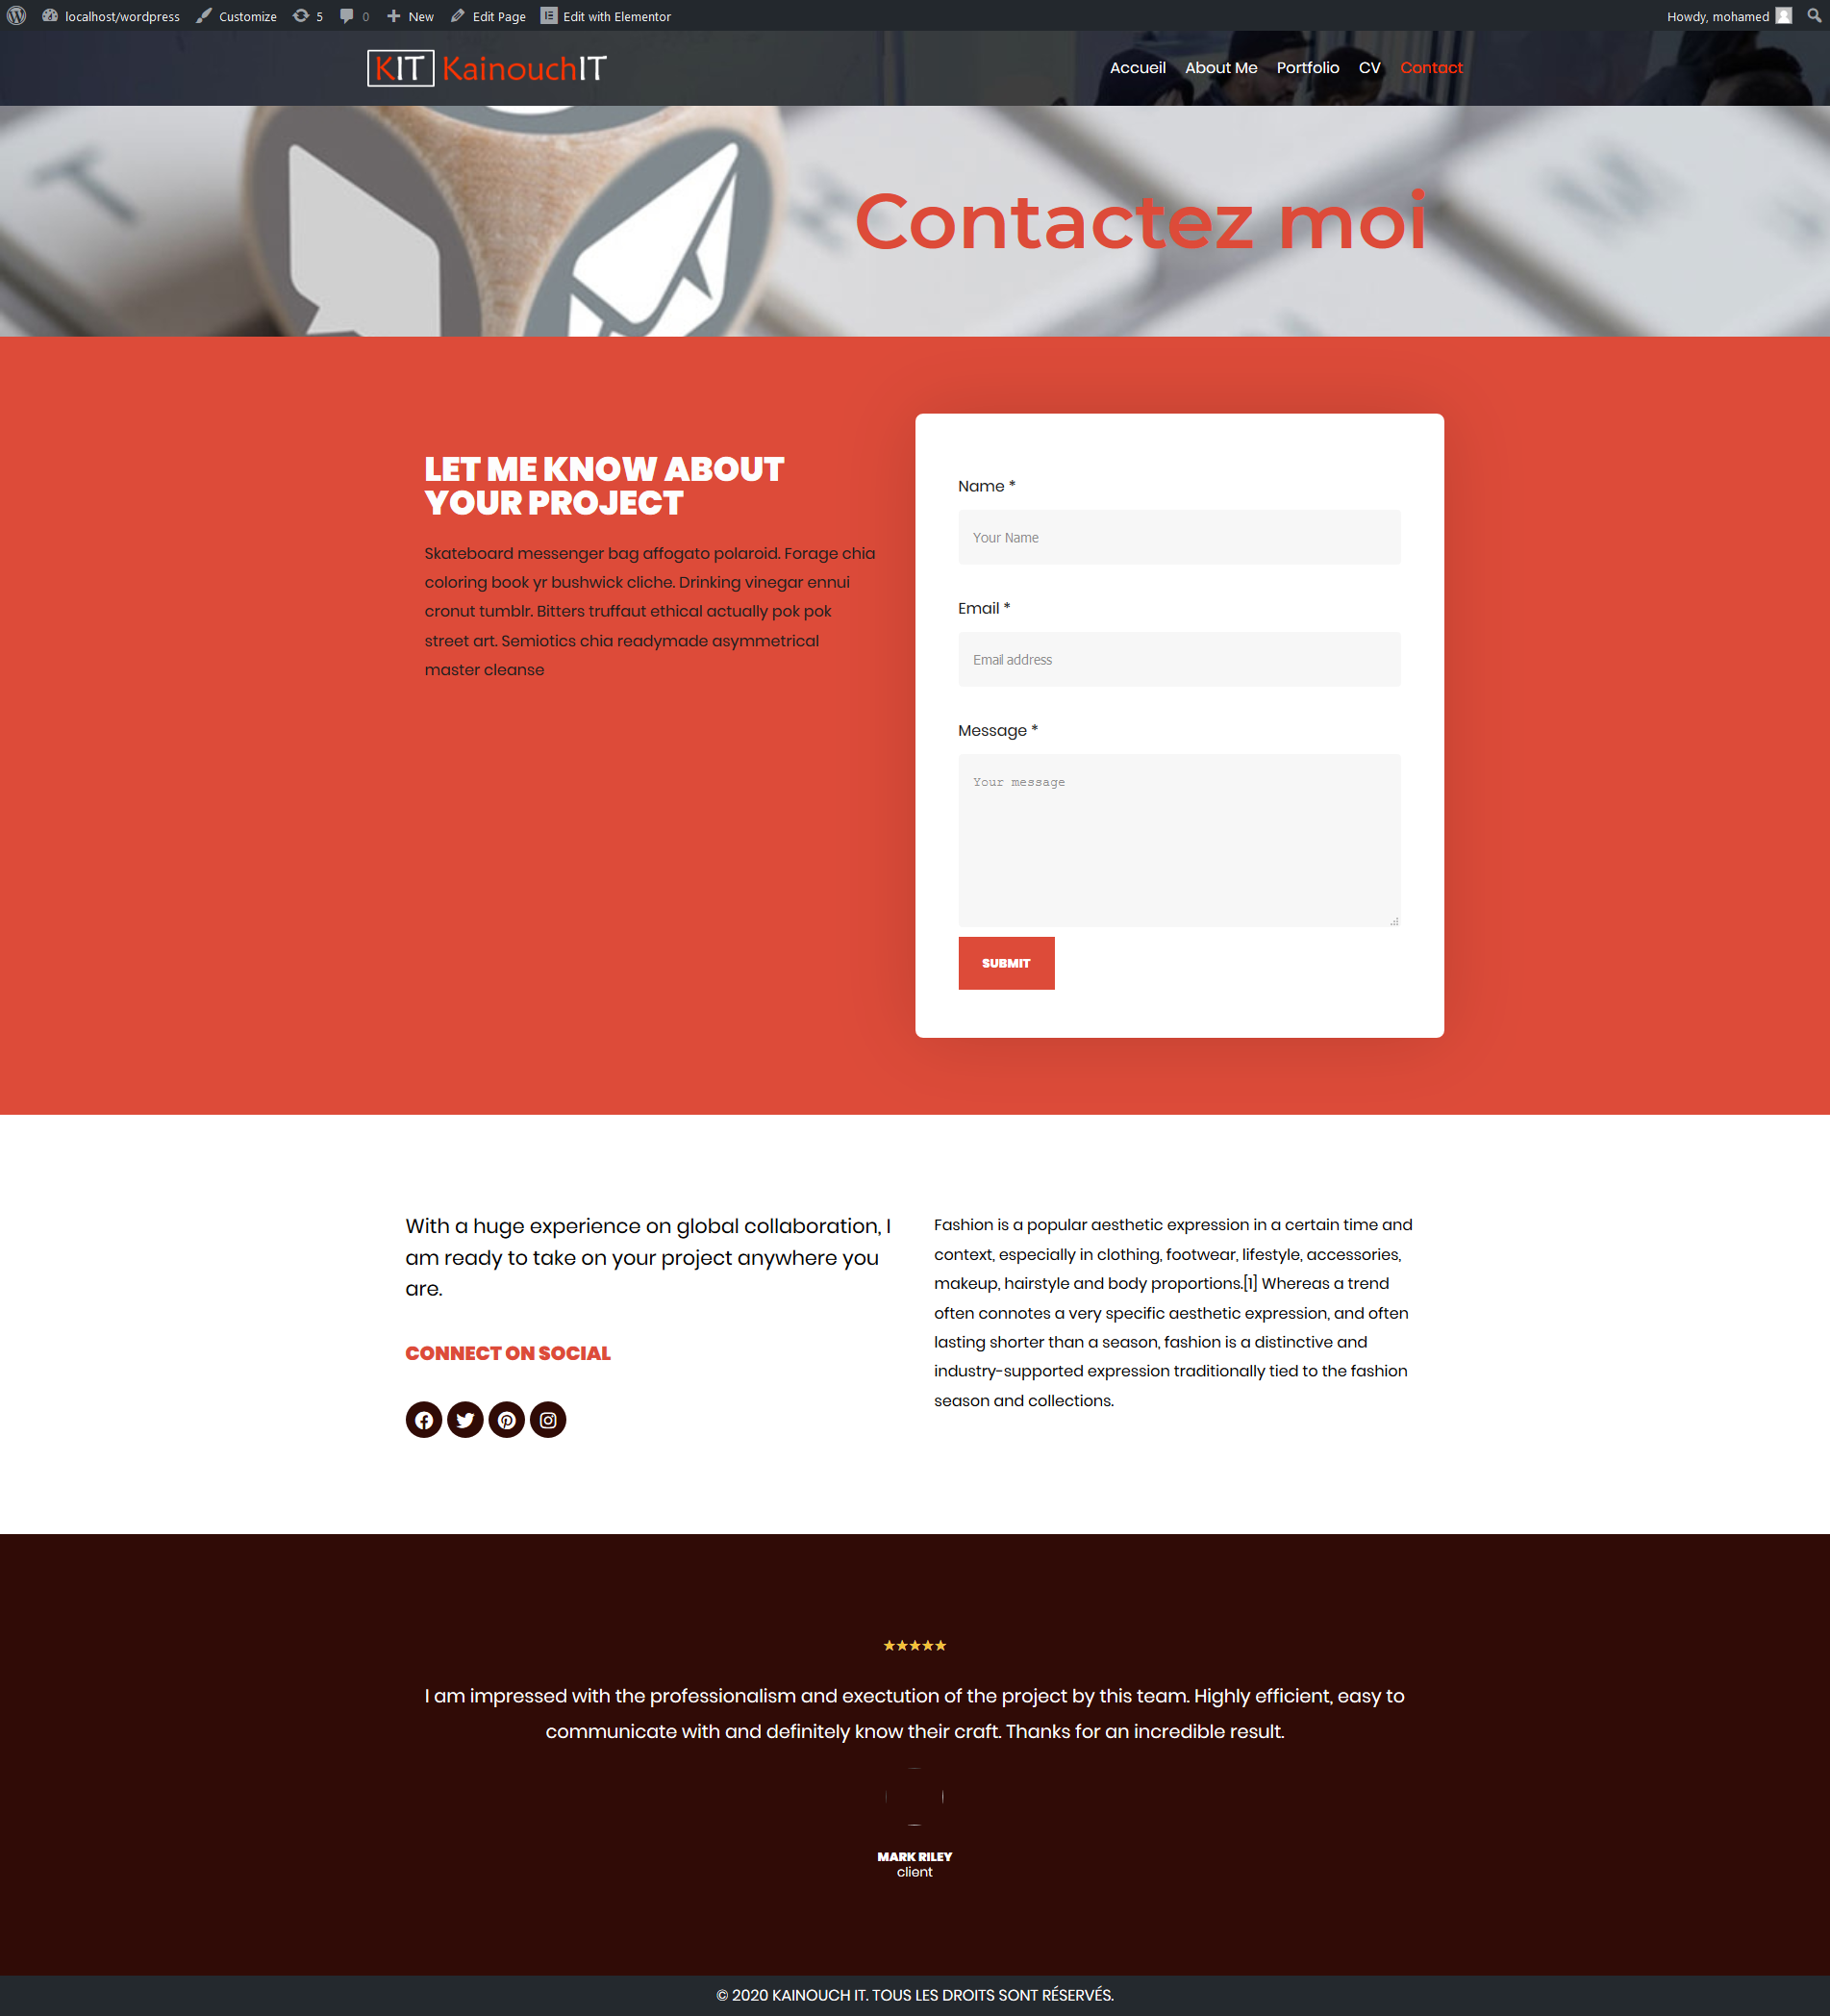 localhost/wordpress Customize 5 0 New Edit Page Edit with Elementor Howdy, mohamed
KIT KainouchIT
Accueil About Me Portfolio CV Contact
Contactez moi
LET ME KNOW ABOUT
YOUR PROJECT
Skateboard messenger bag affogato polaroid. Forage chia
coloring book yr bushwick cliche. Drinking vinegar ennui
cronut tumblr. Bitters truffaut ethical actually pok pok
street art. Semiotics chia readymade asymmetrical
master cleanse
Name *
Your Name
Email *
Email address
Message *
Your message
SUBMIT
With a huge experience on global collaboration, I
am ready to take on your project anywhere you
are.
CONNECT ON SOCIAL
Fashion is a popular aesthetic expression in a certain time and
context, especially in clothing, footwear, lifestyle, accessories,
makeup, hairstyle and body proportions.[1] Whereas a trend
often connotes a very specific aesthetic expression, and often
lasting shorter than a season, fashion is a distinctive and
industry-supported expression traditionally tied to the fashion
season and collections.
I am impressed with the professionalism and exectution of the project by this team. Highly efficient, easy to
communicate with and definitely know their craft. Thanks for an incredible result.
MARK RILEY
client
© 2020 KAINOUCH IT. TOUS LES DROITS SONT RÉSERVÉS.